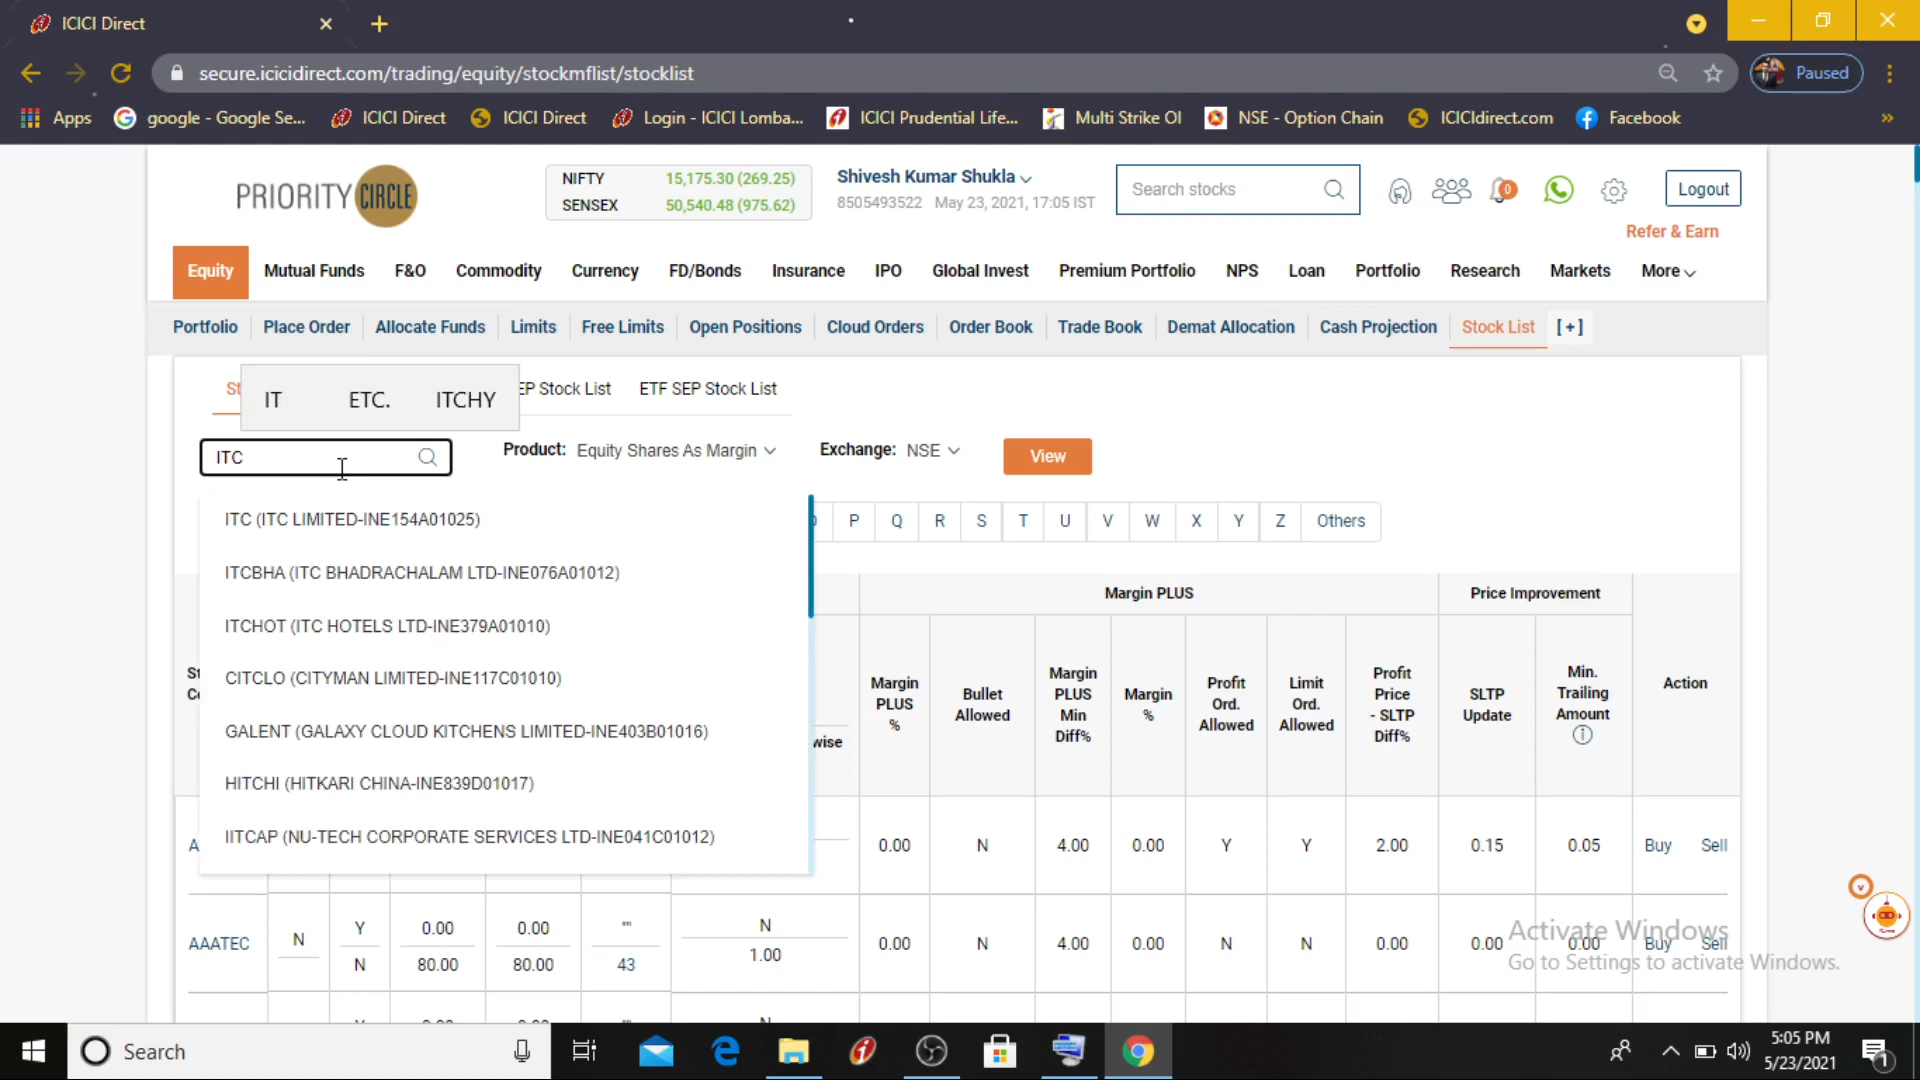 ICICI Direct
secure.icicidirect.com/trading/equity/stockmflist/stocklist
Paused
Apps
google - Google Se...
ICICI Direct
ICICI Direct
Login - ICICI Lomba...
ICICI Prudential Life...
Multi Strike OI
NSE - Option Chain
ICICIdirect.com
Facebook
PRIORITY CIRCLE
NIFTY 15,175.30 (269.25)
SENSEX 50,540.48 (975.62)
Shivesh Kumar Shukla
8505493522 May 23, 2021, 17:05 IST
Search stocks
0
Logout
Refer & Earn
Equity Mutual Funds F&O Commodity Currency FD/Bonds Insurance IPO Global Invest Premium Portfolio NPS Loan Portfolio Research Markets More
Portfolio Place Order Allocate Funds Limits Free Limits Open Positions Cloud Orders Order Book Trade Book Demat Allocation Cash Projection Stock List [+]
St
EP Stock List ETF SEP Stock List
IT ETC. ITCHY
ITC
Product: Equity Shares As Margin
Exchange: NSE
View
P Q R S T U V W X Y Z Others
ITC (ITC LIMITED-INE154A01025)
ITCBHA (ITC BHADRACHALAM LTD-INE076A01012)
ITCHOT (ITC HOTELS LTD-INE379A01010)
CITCLO (CITYMAN LIMITED-INE117C01010)
GALENT (GALAXY CLOUD KITCHENS LIMITED-INE403B01016)
HITCHI (HITKARI CHINA-INE839D01017)
IITCAP (NU-TECH CORPORATE SERVICES LTD-INE041C01012)
Margin PLUS
Price Improvement
St
Co
wise
Margin PLUS %
Bullet Allowed
Margin PLUS Min Diff%
Margin %
Profit Ord. Allowed
Limit Ord. Allowed
Profit Price - SLTP Diff%
SLTP Update
Min. Trailing Amount
Action
A 0.00 N 4.00 0.00 Y Y 2.00 0.15 0.05 Buy Sell
AAATEC N Y 0.00 0.00 "" N
N 80.00 80.00 43 1.00
0.00 N 4.00 0.00 N N 0.00 0.00 0.00 Buy Sell
Activate Windows
Go to Settings to activate Windows.
Search
5:05 PM
5/23/2021
1